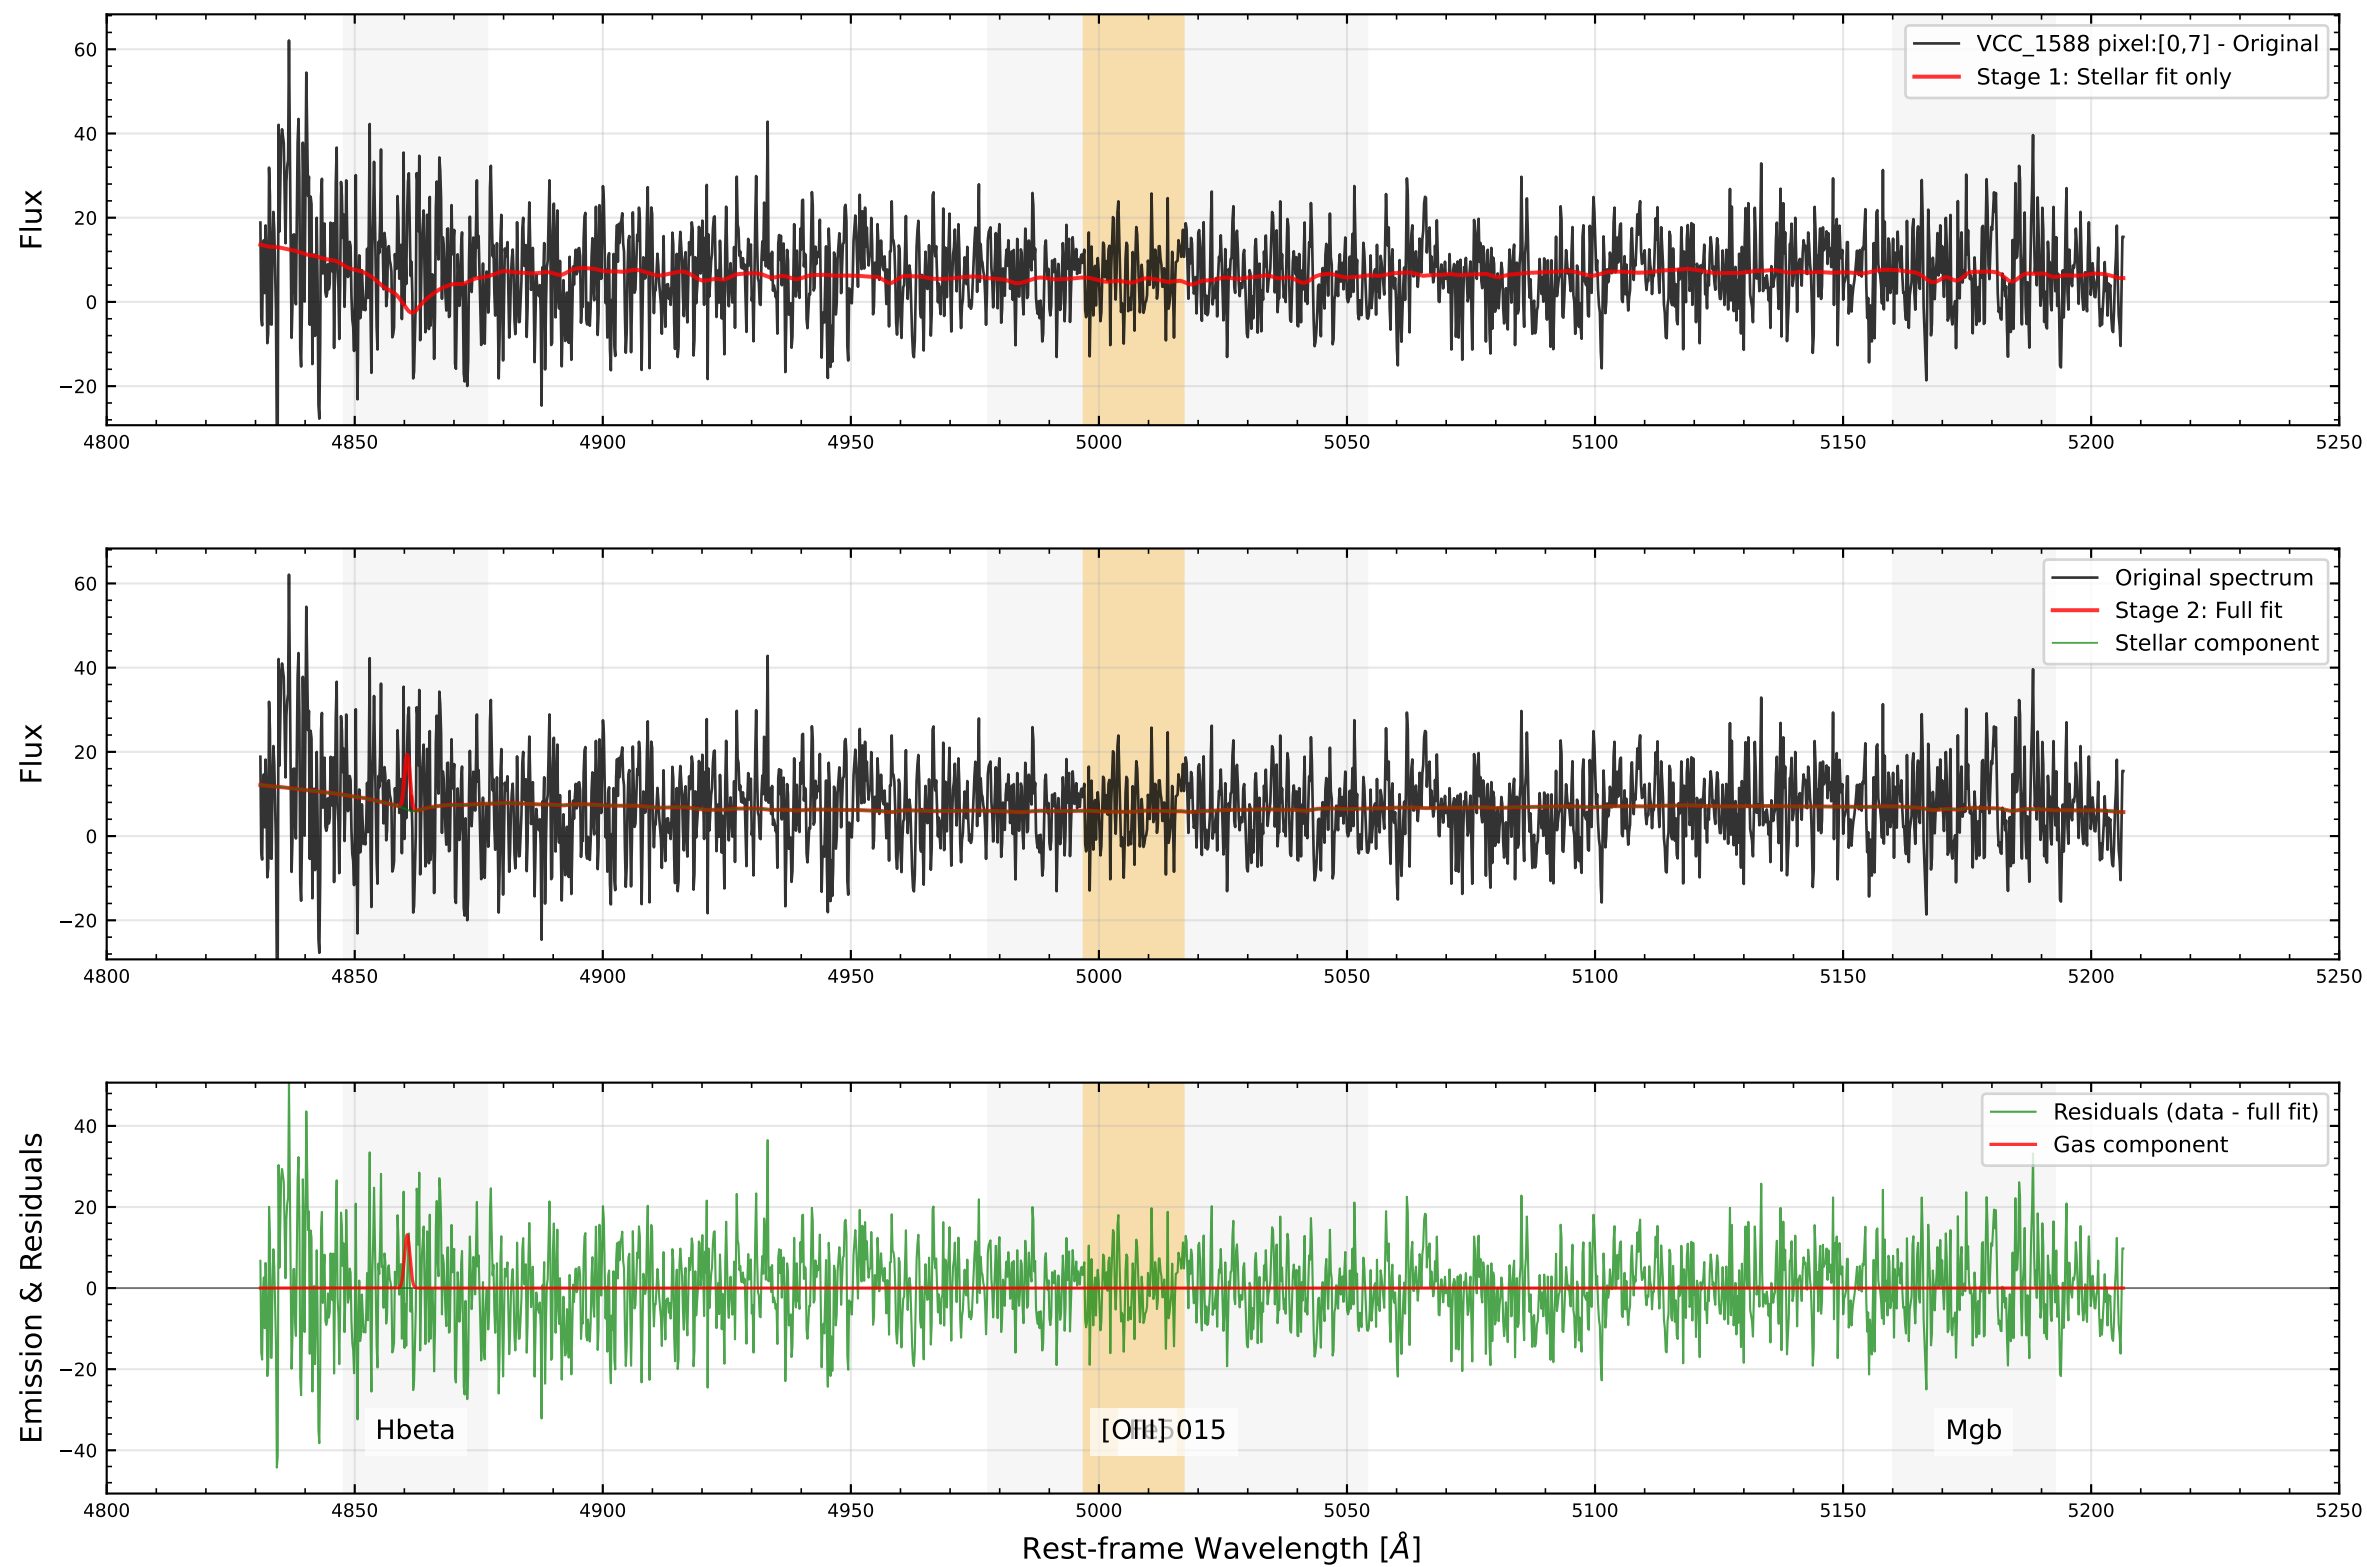 VCC_1588 pixel:[0,7] - Original
Stage 1: Stellar fit only
Flux
60
40
20
0
−20
4800 4850 4900 4950 5000 5050 5100 5150 5200 5250
Original spectrum
Stage 2: Full fit
Stellar component
Flux
60
40
20
0
−20
4800 4850 4900 4950 5000 5050 5100 5150 5200 5250
Residuals (data - full fit)
Gas component
Emission & Residuals
40
20
0
−20
−40
Hbeta
[OIII]
5015
Mgb
4800 4850 4900 4950 5000 5050 5100 5150 5200 5250
Rest-frame Wavelength [Å]